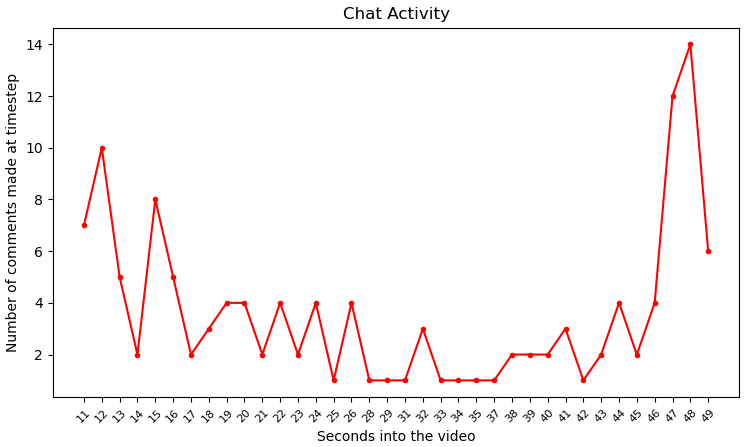 Chat Activity
Number of comments made at timestep
14
12
10
8
6
4
2
11 12 13 14 15 16 17 18 19 20 21 22 23 24 25 26 28 29 31 32 33 34 35 37 38 39 40 41 42 43 44 45 46 47 48 49
Seconds into the video